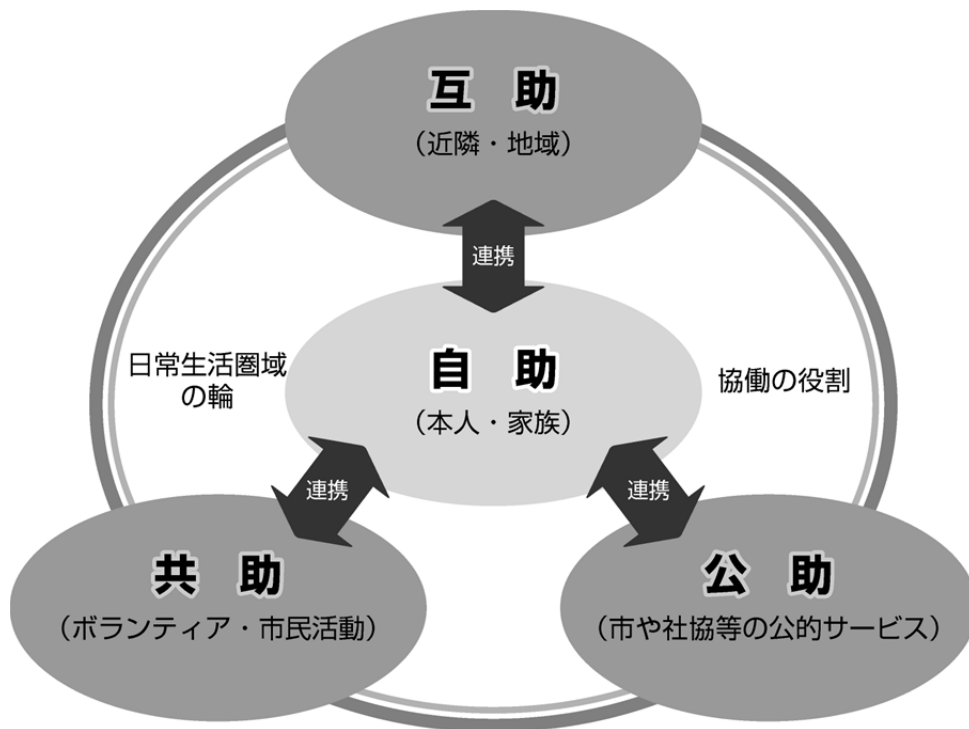 互　助
（近隣・地域）
連携
日常生活圏域
の輪
自　助
（本人・家族）
協働の役割
連携
連携
共　助
（ボランティア・市民活動）
公　助
（市や社協等の公的サービス）